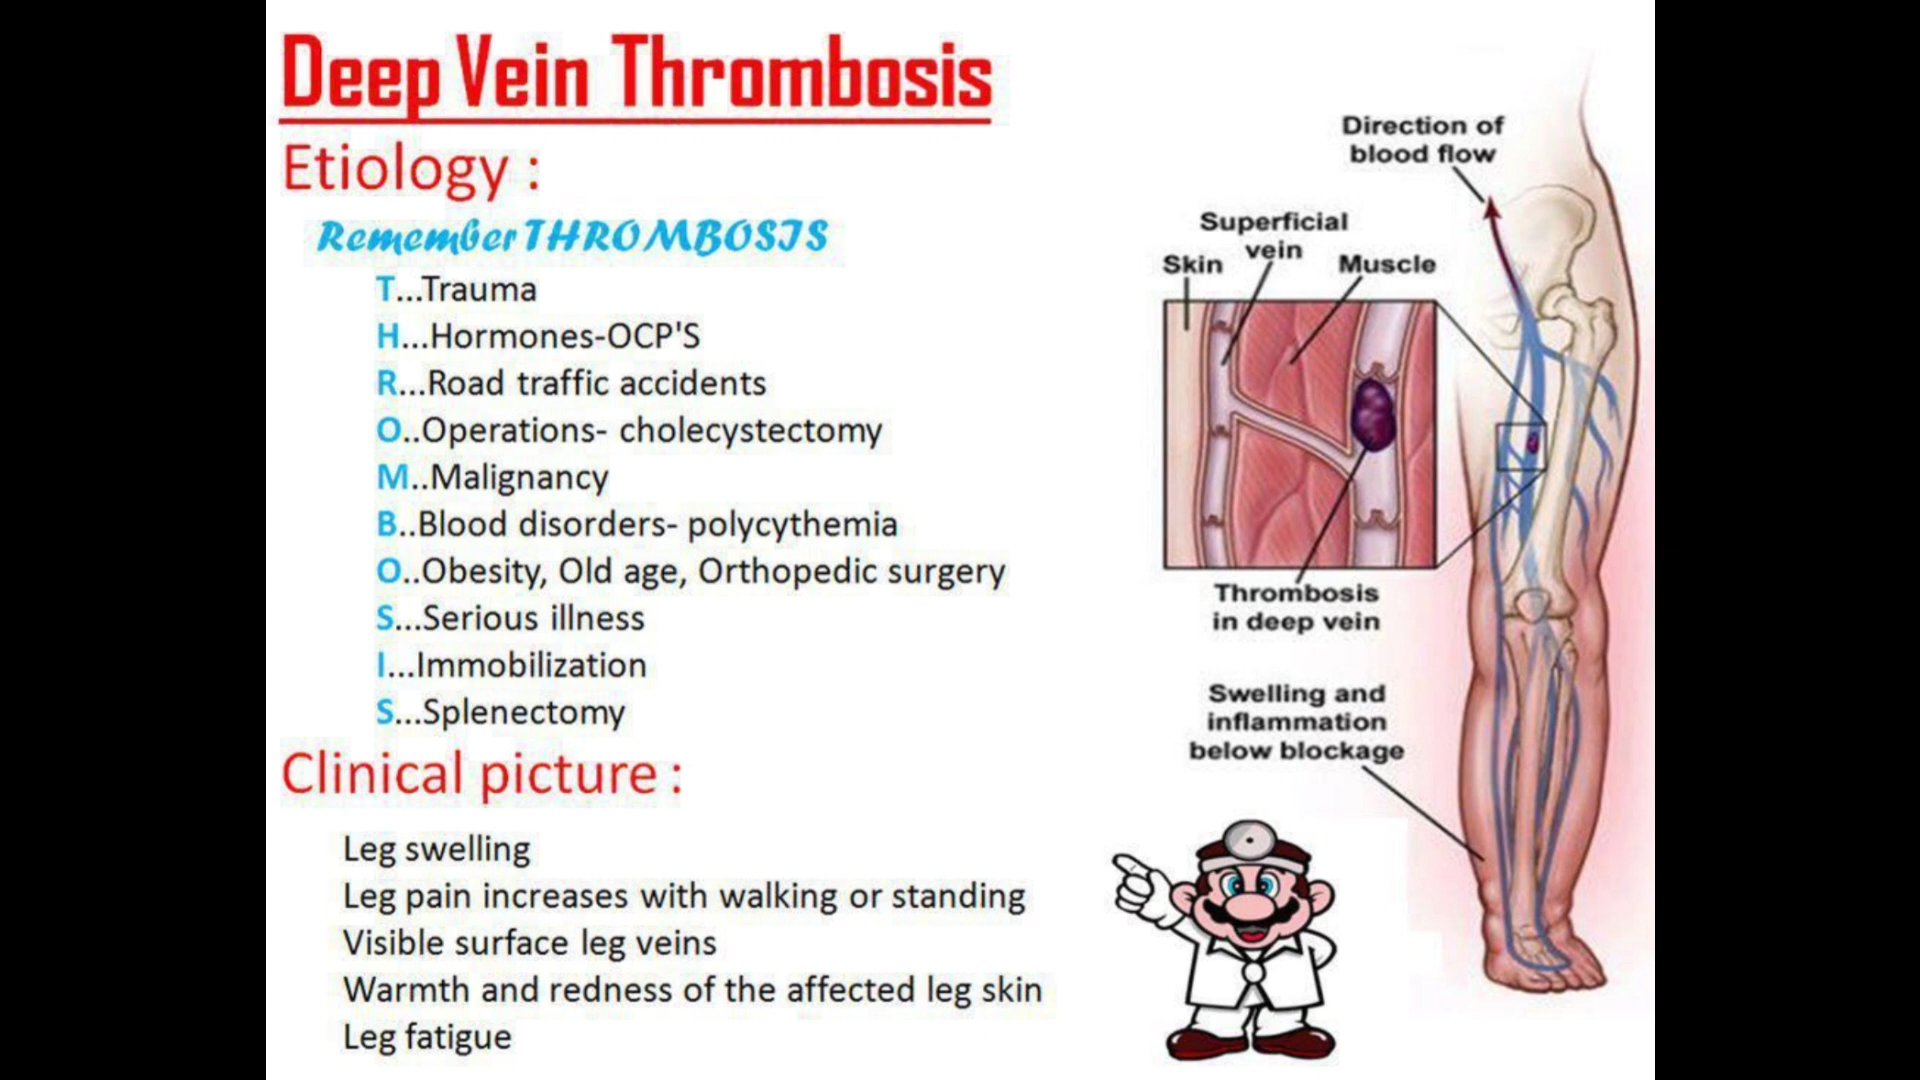 Deep Vein Thrombosis
Etiology :
Remember THROMBOSIS
T...Trauma
H...Hormones-OCP'S
R...Road traffic accidents
O..Operations- cholecystectomy
M..Malignancy
B..Blood disorders- polycythemia
O..Obesity, Old age, Orthopedic surgery
S...Serious illness
I...Immobilization
S...Splenectomy
Clinical picture :
Leg swelling
Leg pain increases with walking or standing
Visible surface leg veins
Warmth and redness of the affected leg skin
Leg fatigue
Direction of
blood flow
Superficial
vein
Skin
Muscle
Thrombosis
in deep vein
Swelling and
inflammation
below blockage